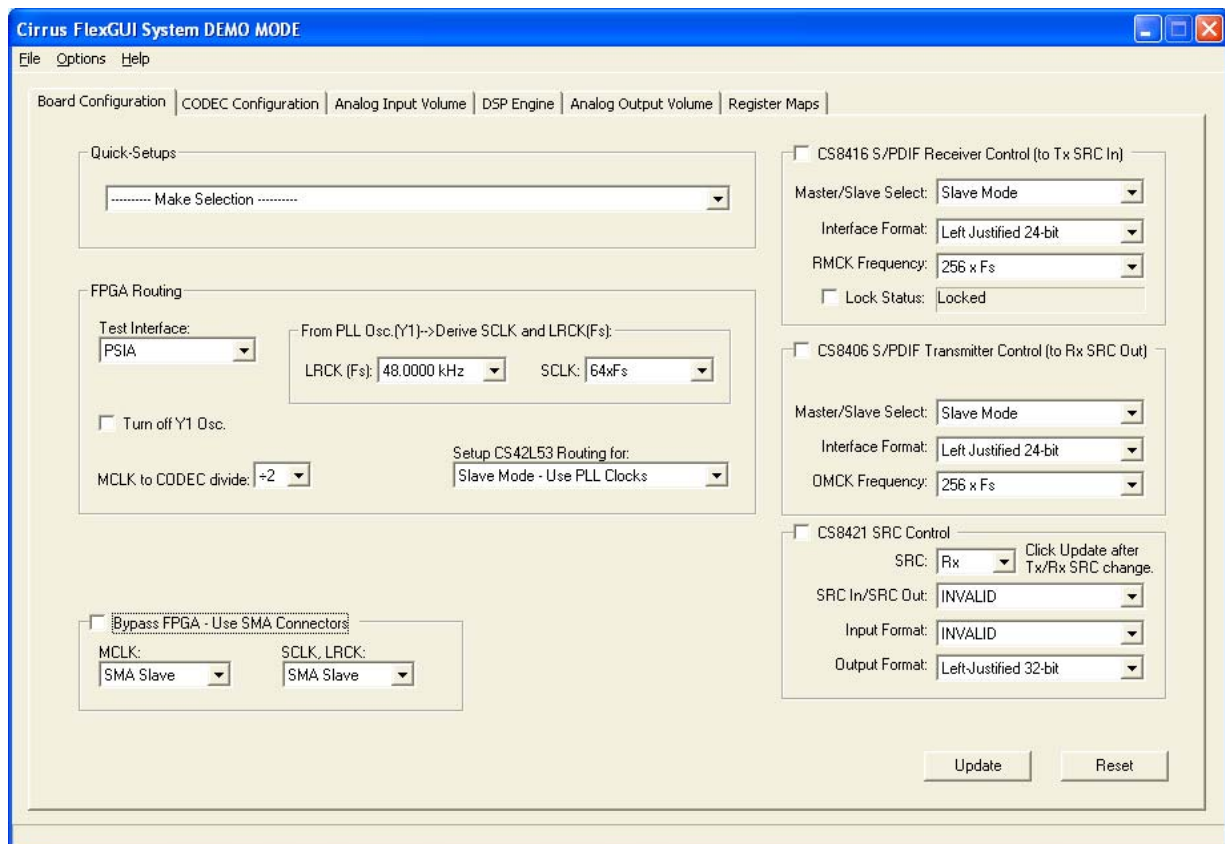 Cirrus FlexGUI System DEMO MODE
File Options Help
Board Configuration CODEC Configuration Analog Input Volume DSP Engine Analog Output Volume Register Maps
Quick-Setups
---------- Make Selection ----------
FPGA Routing
Test Interface:
PSIA
From PLL Osc.(Y1)-->Derive SCLK and LRCK(Fs):
LRCK (Fs): 48.0000 kHz SCLK: 64xFs
Turn off Y1 Osc.
MCLK to CODEC divide: ÷2
Setup CS42L53 Routing for:
Slave Mode - Use PLL Clocks
Bypass FPGA - Use SMA Connectors
MCLK: SCLK, LRCK:
SMA Slave SMA Slave
CS8416 S/PDIF Receiver Control (to Tx SRC In)
Master/Slave Select: Slave Mode
Interface Format: Left Justified 24-bit
RMCK Frequency: 256 x Fs
Lock Status: Locked
CS8406 S/PDIF Transmitter Control (to Rx SRC Out)
Master/Slave Select: Slave Mode
Interface Format: Left Justified 24-bit
OMCK Frequency: 256 x Fs
CS8421 SRC Control
SRC: Rx
Click Update after
Tx/Rx SRC change.
SRC In/SRC Out: INVALID
Input Format: INVALID
Output Format: Left-Justified 32-bit
Update Reset